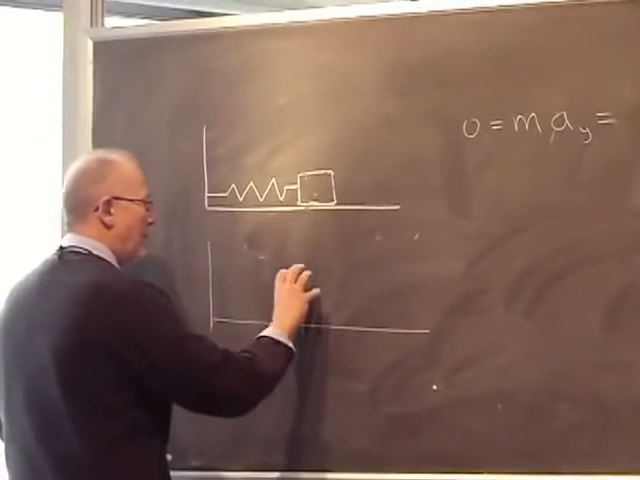 0 = m a_y =